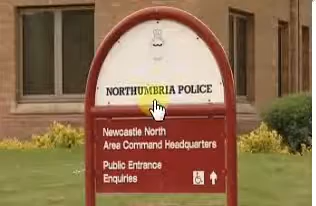 NORTHUMBRIA POLICE
Newcastle North
Area Command Headquarters
Public Entrance
Enquiries